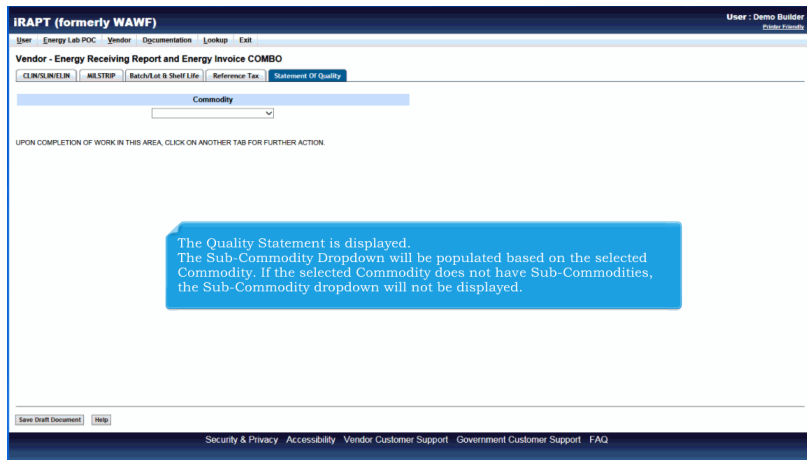 iRAPT (formerly WAWF)
User : Demo Builder
Printer Friendly
User Energy Lab POC Vendor Documentation Lookup Exit
Vendor - Energy Receiving Report and Energy Invoice COMBO
CLIN/SLIN/ELIN MILSTRIP Batch/Lot & Shelf Life Reference Tax Statement Of Quality
Commodity
UPON COMPLETION OF WORK IN THIS AREA, CLICK ON ANOTHER TAB FOR FURTHER ACTION.
The Quality Statement is displayed.
The Sub-Commodity Dropdown will be populated based on the selected
Commodity. If the selected Commodity does not have Sub-Commodities,
the Sub-Commodity dropdown will not be displayed.
Save Draft Document Help
Security & Privacy Accessibility Vendor Customer Support Government Customer Support FAQ